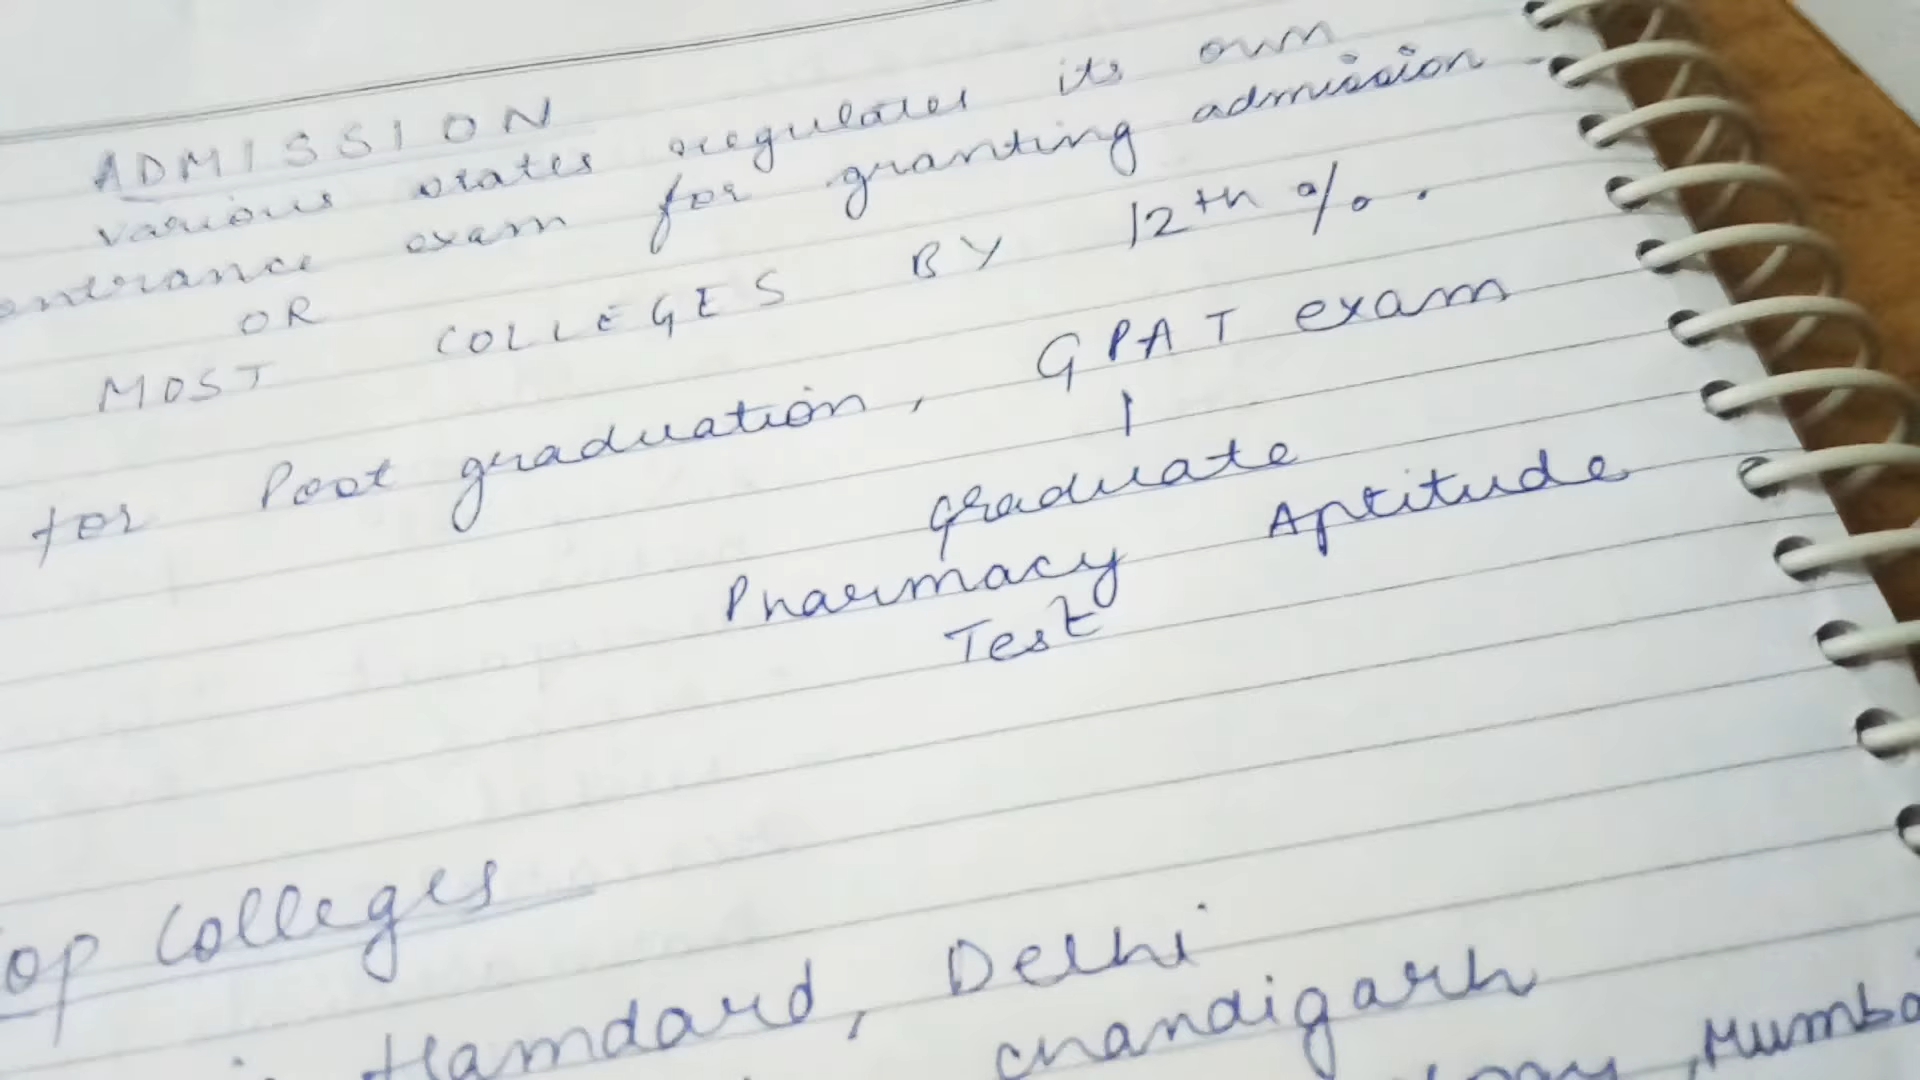 ADMISSION
various states regulates its own
entrance exam for granting admission
OR
MOST COLLEGES BY 12th %.
for Post graduation, GPAT exam
graduate
Pharmacy Aptitude
Test
Top Colleges
Hamdard, Delhi
Chandigarh
, Mumba